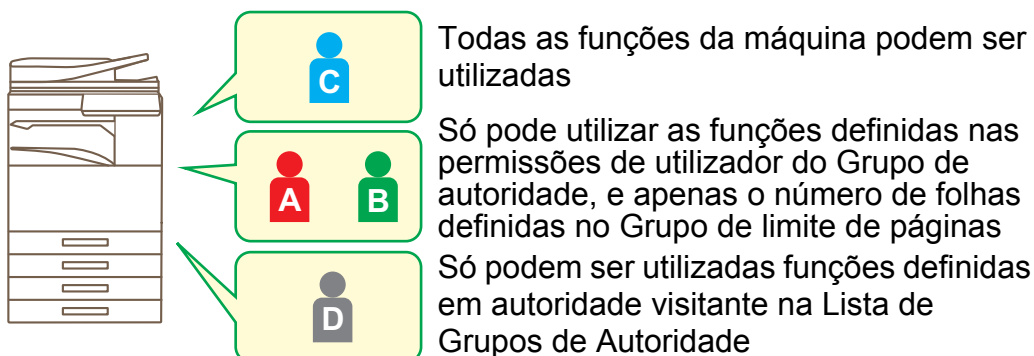 C
Todas as funções da máquina podem ser
utilizadas
A B
Só pode utilizar as funções definidas nas
permissões de utilizador do Grupo de
autoridade, e apenas o número de folhas
definidas no Grupo de limite de páginas
D
Só podem ser utilizadas funções definidas
em autoridade visitante na Lista de
Grupos de Autoridade